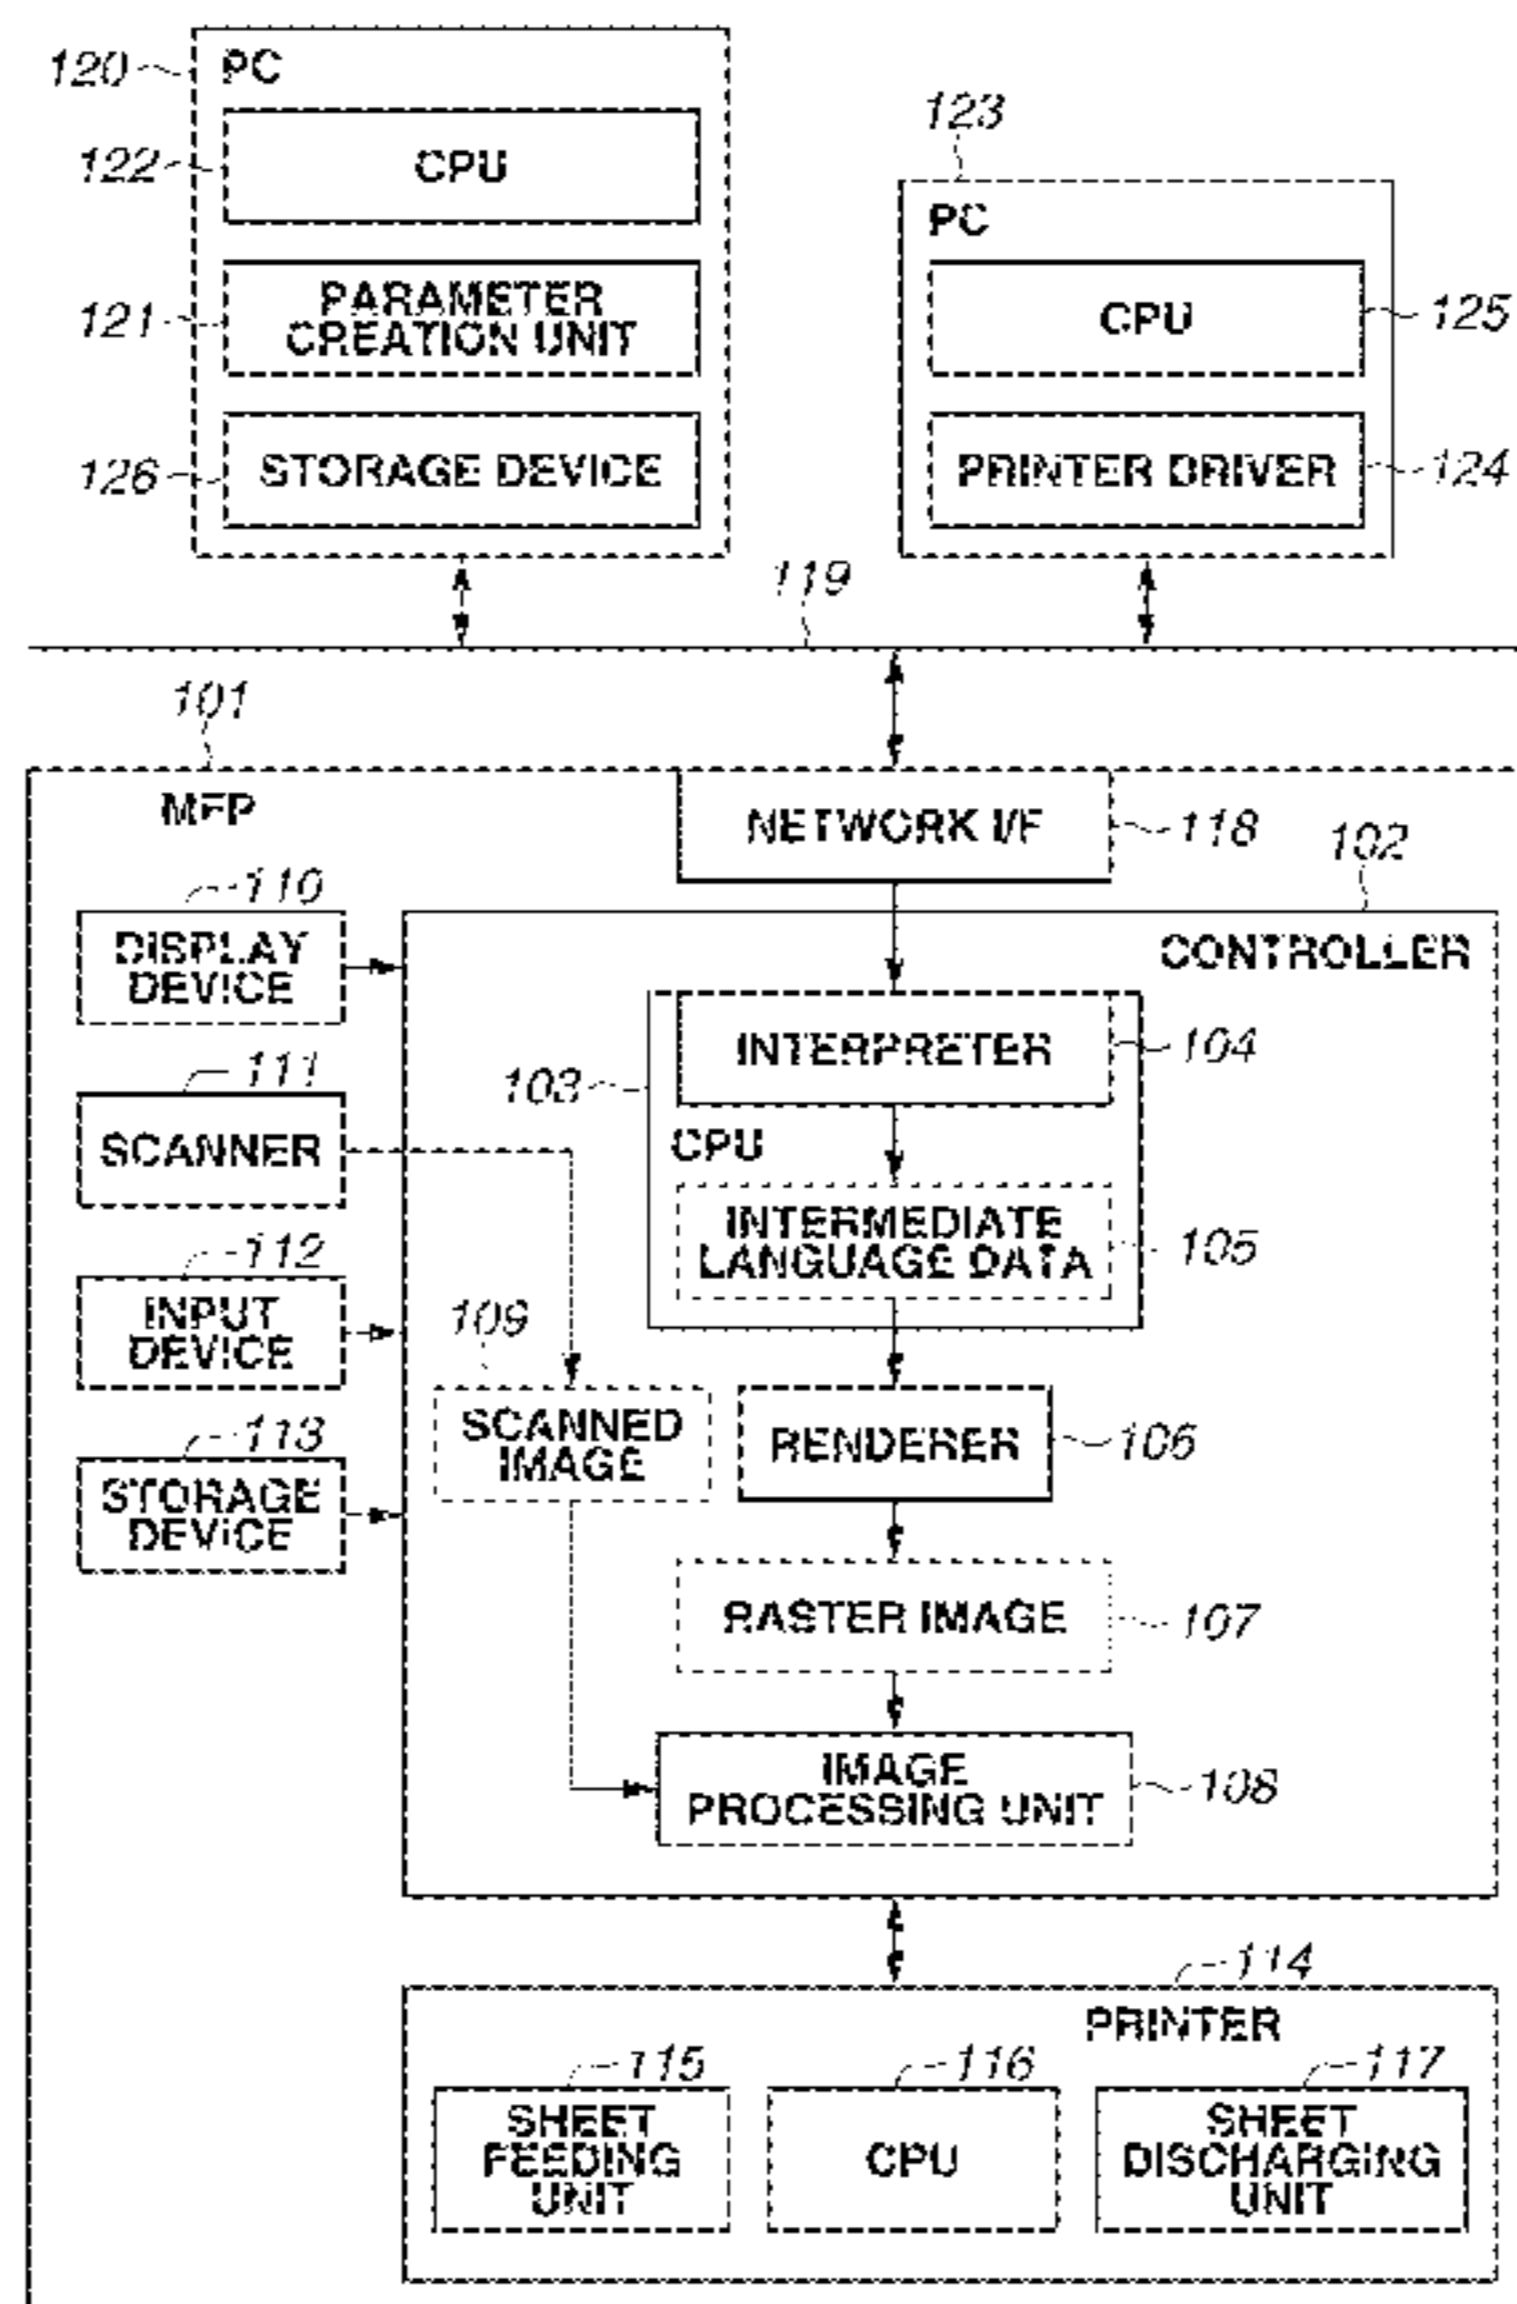 120 PC
122 CPU
121 PARAMETER
CREATION UNIT
126 STORAGE DEVICE
123
PC
CPU 125
PRINTER DRIVER 124
119
101
MFP
NETWORK I/F 118
102
CONTROLLER
110
DISPLAY
DEVICE
111
SCANNER
112
INPUT
DEVICE
113
STORAGE
DEVICE
INTERPRETER 104
103
CPU
INTERMEDIATE
LANGUAGE DATA 105
109
SCANNED
IMAGE
RENDERER 106
RASTER IMAGE 107
IMAGE
PROCESSING UNIT 108
114
PRINTER
115
SHEET
FEEDING
UNIT
116
CPU
117
SHEET
DISCHARGING
UNIT